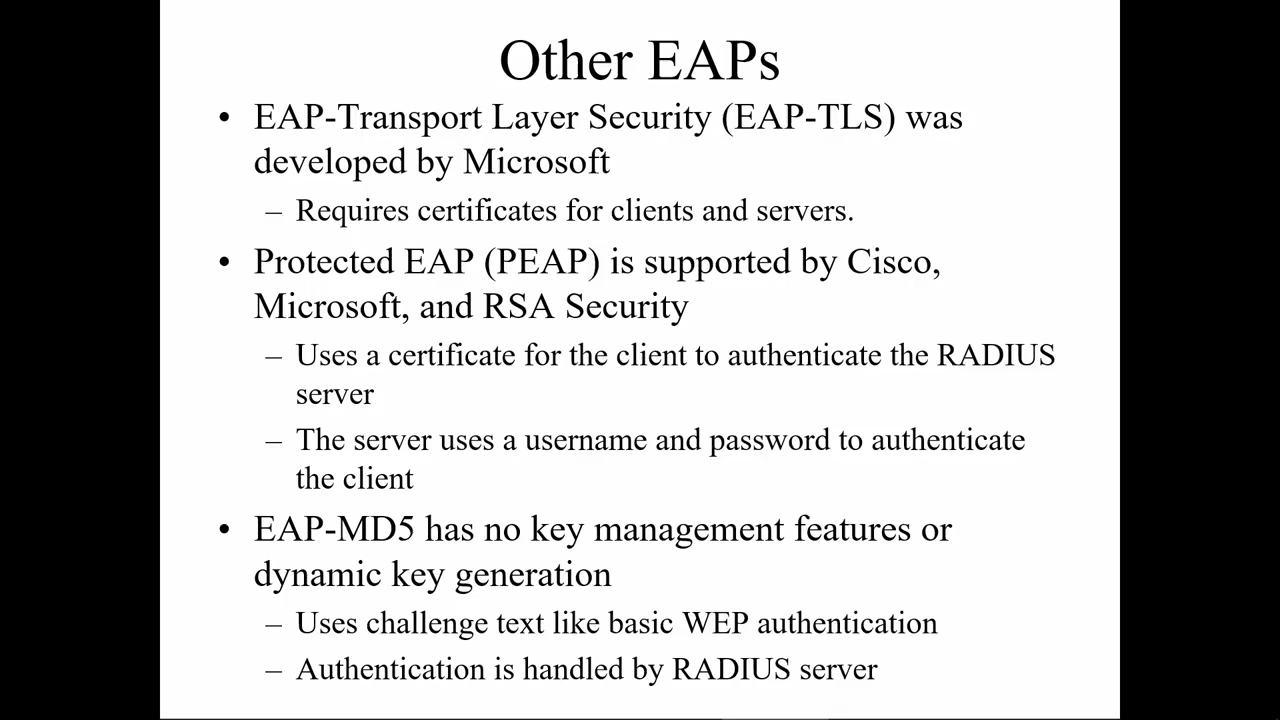 Other EAPs
• EAP-Transport Layer Security (EAP-TLS) was
developed by Microsoft
– Requires certificates for clients and servers.
• Protected EAP (PEAP) is supported by Cisco,
Microsoft, and RSA Security
– Uses a certificate for the client to authenticate the RADIUS
server
– The server uses a username and password to authenticate
the client
• EAP-MD5 has no key management features or
dynamic key generation
– Uses challenge text like basic WEP authentication
– Authentication is handled by RADIUS server